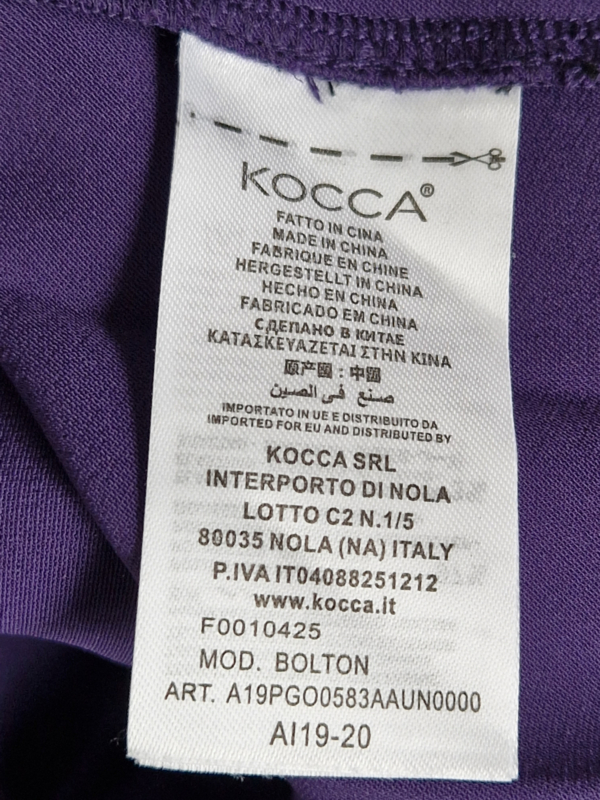 KOCCA®
FATTO IN CINA
MADE IN CHINA
FABRIQUE EN CHINE
HERGESTELLT IN CHINA
HECHO EN CHINA
FABRICADO EM CHINA
СДЕЛАНО В КИТАЕ
ΚΑΤΑΣΚΕΥΑΖΕΤΑΙ ΣΤΗΝ ΚΙΝΑ
原产國：中國
صنع في الصين
IMPORTATO IN UE E DISTRIBUITO DA
IMPORTED FOR EU AND DISTRIBUTED BY
KOCCA SRL
INTERPORTO DI NOLA
LOTTO C2 N.1/5
80035 NOLA (NA) ITALY
P.IVA IT04088251212
www.kocca.it
F0010425
MOD. BOLTON
ART. A19PGO0583AAUN0000
AI19-20